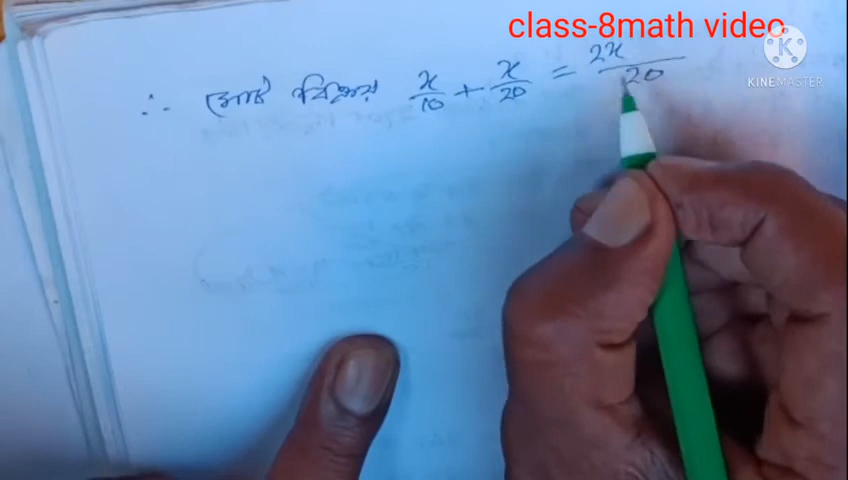 class-8math video
K
KINEMASTER
∴ মোট বিক্রয় x/10 + x/20 = 2x/20